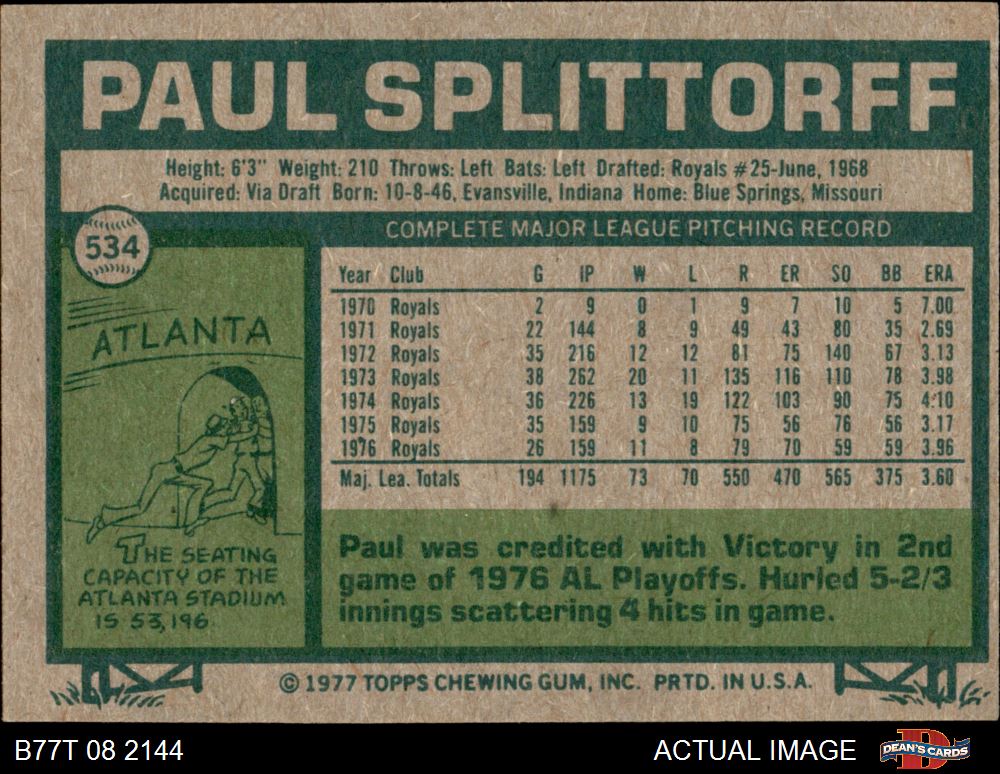 PAUL SPLITTORFF
Height: 6'3" Weight: 210 Throws: Left Bats: Left Drafted: Royals #25-June, 1968
Acquired: Via Draft Born: 10-8-46, Evansville, Indiana Home: Blue Springs, Missouri
534
COMPLETE MAJOR LEAGUE PITCHING RECORD
Year Club G IP W L R ER SO BB ERA
1970 Royals 2 9 0 1 9 7 10 5 7.00
1971 Royals 22 144 8 9 49 43 80 35 2.69
1972 Royals 35 216 12 12 81 75 140 67 3.13
1973 Royals 38 262 20 11 135 116 110 78 3.98
1974 Royals 36 226 13 19 122 103 90 75 4.10
1975 Royals 35 159 9 10 75 56 76 56 3.17
1976 Royals 26 159 11 8 79 70 59 59 3.96
Maj. Lea. Totals 194 1175 73 70 550 470 565 375 3.60
ATLANTA
THE SEATING
CAPACITY OF THE
ATLANTA STADIUM
IS 53,196
Paul was credited with Victory in 2nd
game of 1976 AL Playoffs. Hurled 5-2/3
innings scattering 4 hits in game.
© 1977 TOPPS CHEWING GUM, INC. PRTD. IN U.S.A.
B77T 08 2144
ACTUAL IMAGE
DEAN'S CARDS